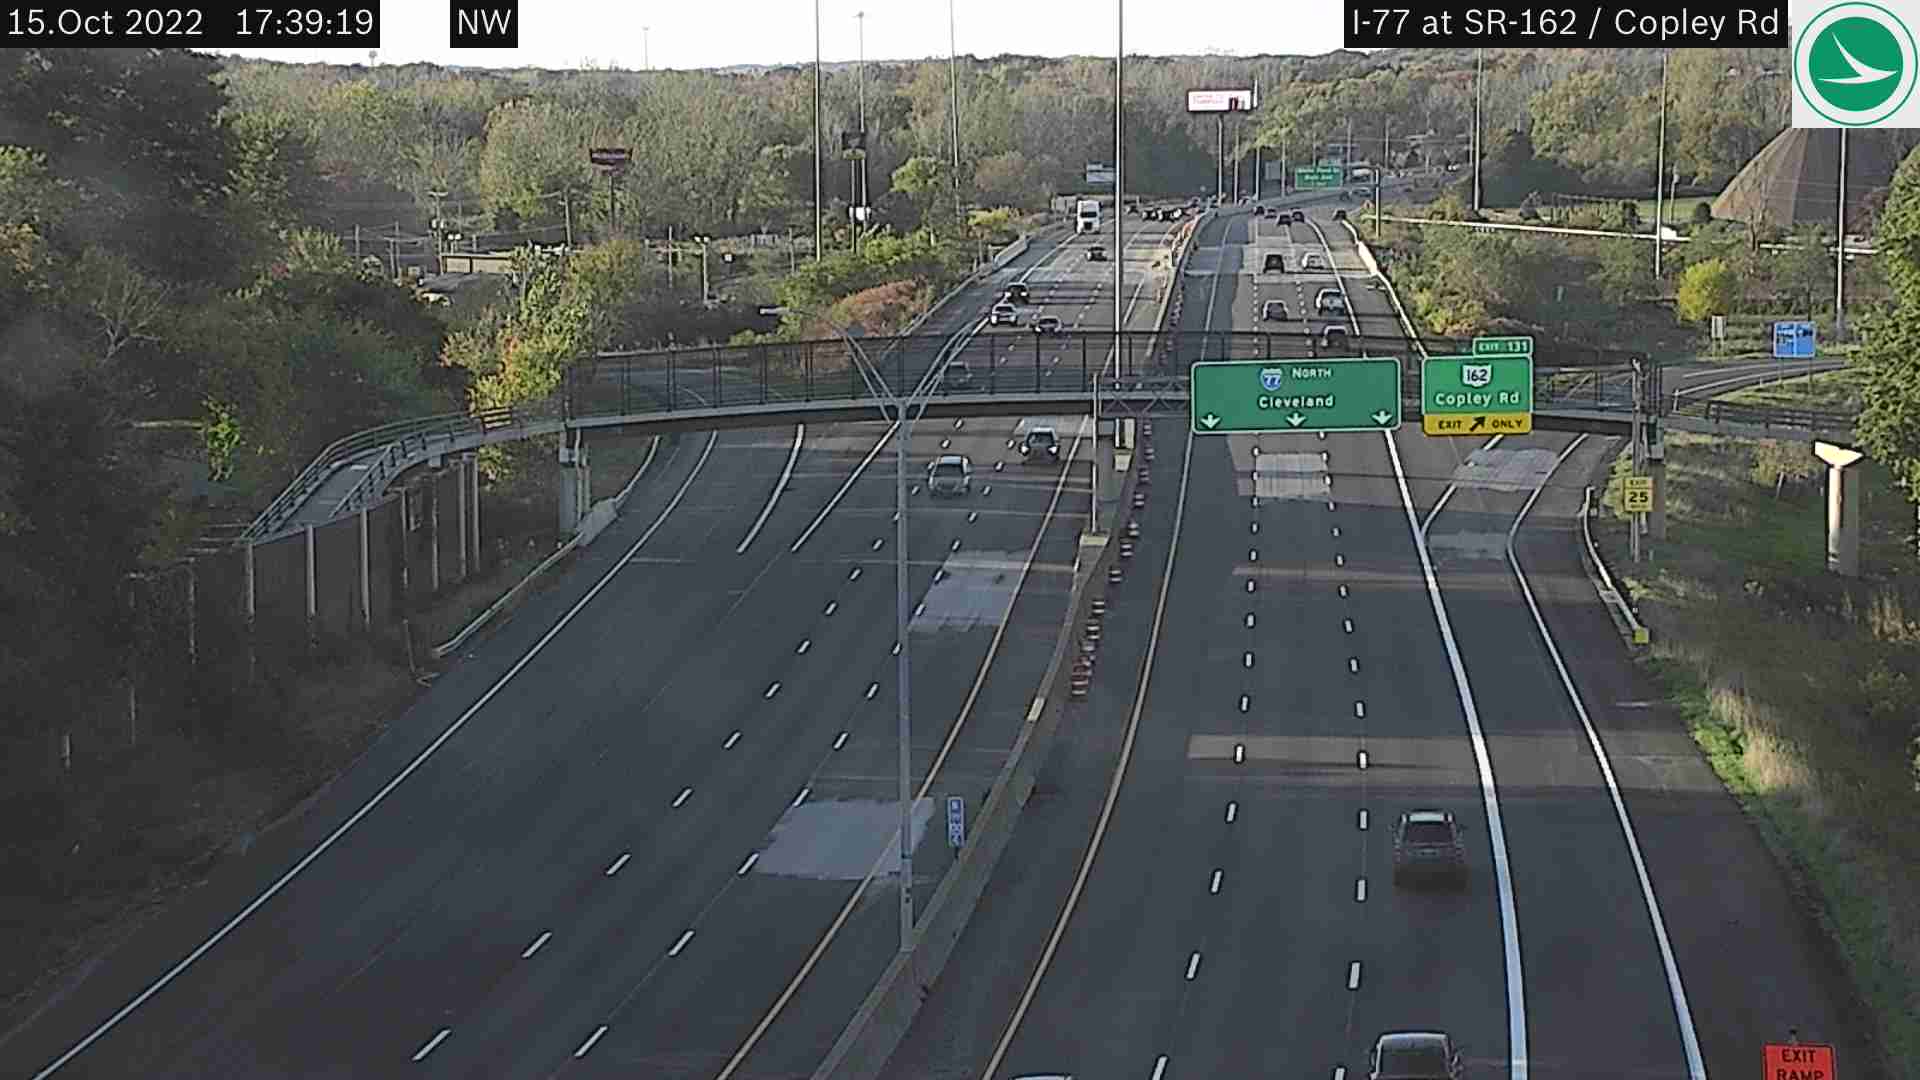 15.Oct 2022 17:39:19
NW
I-77 at SR-162 / Copley Rd
77 NORTH
Cleveland
EXIT 131
162
Copley Rd
EXIT ONLY
EXIT
25
EXIT
RAMP